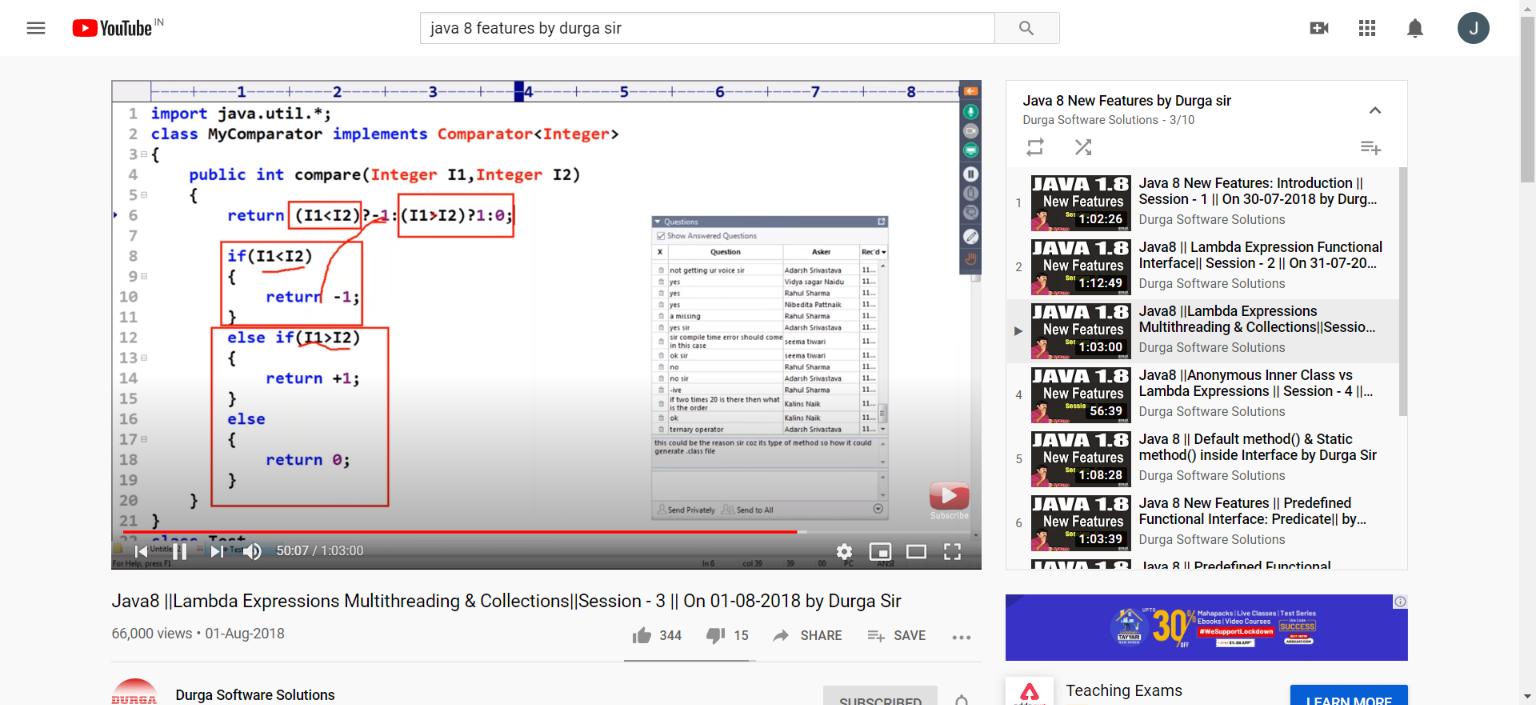 YouTube IN
java 8 features by durga sir
J
1 2 3 4 5 6 7 8
1 import java.util.*;
2 class MyComparator implements Comparator<Integer>
3 {
4 public int compare(Integer I1,Integer I2)
5 {
6 return (I1<I2)?-1:(I1>I2)?1:0;
7
8 if(I1<I2)
9 {
10 return -1;
11 }
12 else if(I1>I2)
13 {
14 return +1;
15 }
16 else
17 {
18 return 0;
19 }
20 }
21 }
22 class Test
Questions
Show Answered Questions
X Question Asker Rec'd
not getting ur voice sir Adarsh Srivastava 11...
yes Vidya sagar Naidu 11...
yes Rahul Sharma 11...
yes Nibedita Pattnaik 11...
a missing Rahul Sharma 11...
yes sir Adarsh Srivastava 11...
sir compile time error should come in this case seema tiwari 11...
ok sir seema tiwari 11...
no Rahul Sharma 11...
no sir Adarsh Srivastava 11...
-ive Rahul Sharma 11...
if two times 20 is there then what is the order Kalins Naik 11...
ok Kalins Naik 11...
ternary operator Adarsh Srivastava 11...
this could be the reason sir coz its type of method so how it could
generate .class file
Send Privately Send to All
Subscribe
50:07 / 1:03:00
For Help, press F1 ln 6 col 39 39 00 PC ANSI
Java8 ||Lambda Expressions Multithreading & Collections||Session - 3 || On 01-08-2018 by Durga Sir
66,000 views • 01-Aug-2018
344 15 SHARE SAVE
DURGA
Durga Software Solutions
SUBSCRIBED
Java 8 New Features by Durga sir
Durga Software Solutions - 3/10
1 JAVA 1.8 New Features 1:02:26
Java 8 New Features: Introduction ||
Session - 1 || On 30-07-2018 by Durg...
Durga Software Solutions
2 JAVA 1.8 New Features 1:12:49
Java8 || Lambda Expression Functional
Interface|| Session - 2 || On 31-07-20...
Durga Software Solutions
JAVA 1.8 New Features 1:03:00
Java8 ||Lambda Expressions
Multithreading & Collections||Sessio...
Durga Software Solutions
4 JAVA 1.8 New Features 56:39
Java8 ||Anonymous Inner Class vs
Lambda Expressions || Session - 4 ||...
Durga Software Solutions
5 JAVA 1.8 New Features 1:08:28
Java 8 || Default method() & Static
method() inside Interface by Durga Sir
Durga Software Solutions
6 JAVA 1.8 New Features 1:03:39
Java 8 New Features || Predefined
Functional Interface: Predicate|| by...
Durga Software Solutions
JAVA 1.8
Java 8 || Predefined Functional
UPTO 30% OFF
Mahapacks | Live Classes | Test Series
Ebooks | Video Courses
#WeSupportLockdown
SUCCESS
Teaching Exams
LEARN MORE